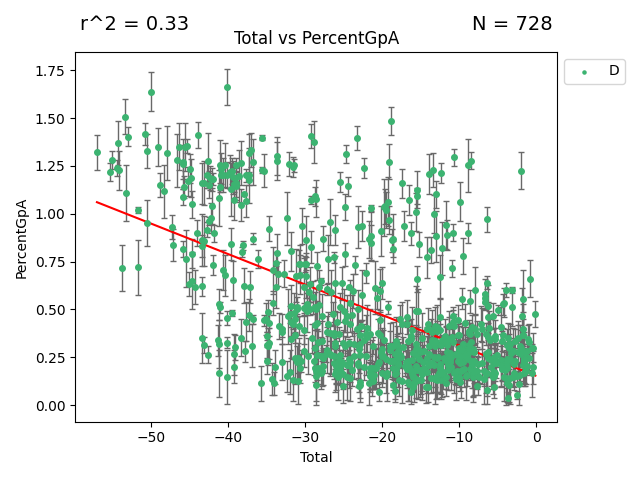 r^2 = 0.33
N = 728
Total vs PercentGpA
D
PercentGpA
1.75
1.50
1.25
1.00
0.75
0.50
0.25
0.00
−50
−40
−30
−20
−10
0
Total